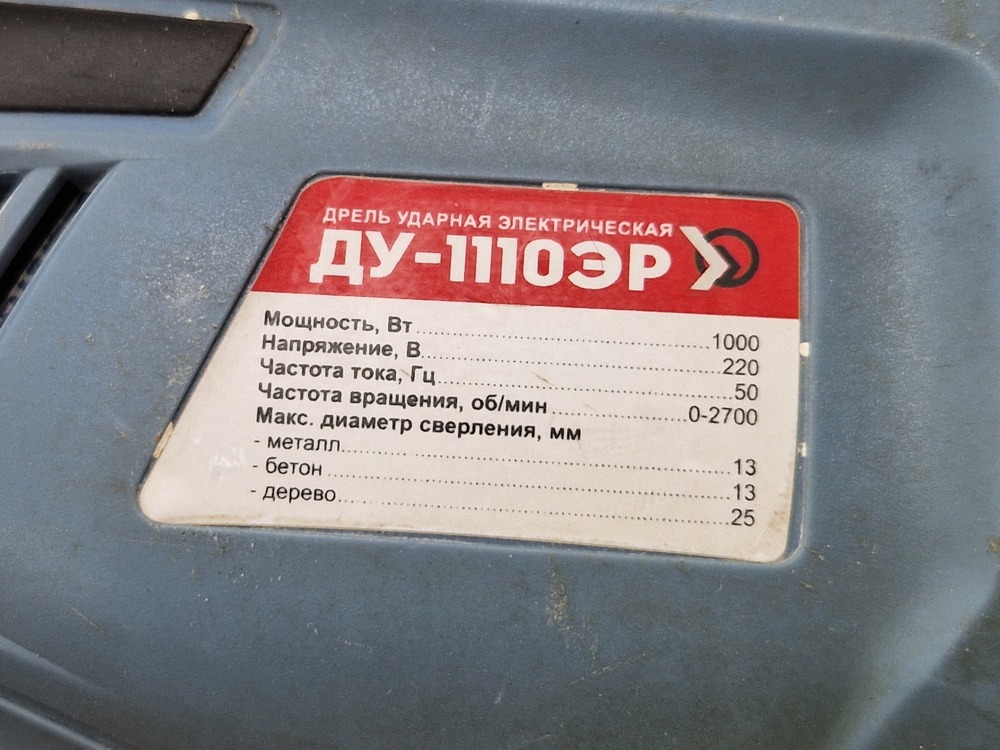 ДРЕЛЬ УДАРНАЯ ЭЛЕКТРИЧЕСКАЯ
ДУ-1110ЭР
Мощность, Вт 1000
Напряжение, В 220
Частота тока, Гц 50
Частота вращения, об/мин 0-2700
Макс. диаметр сверления, мм
- металл 13
- бетон 13
- дерево 25